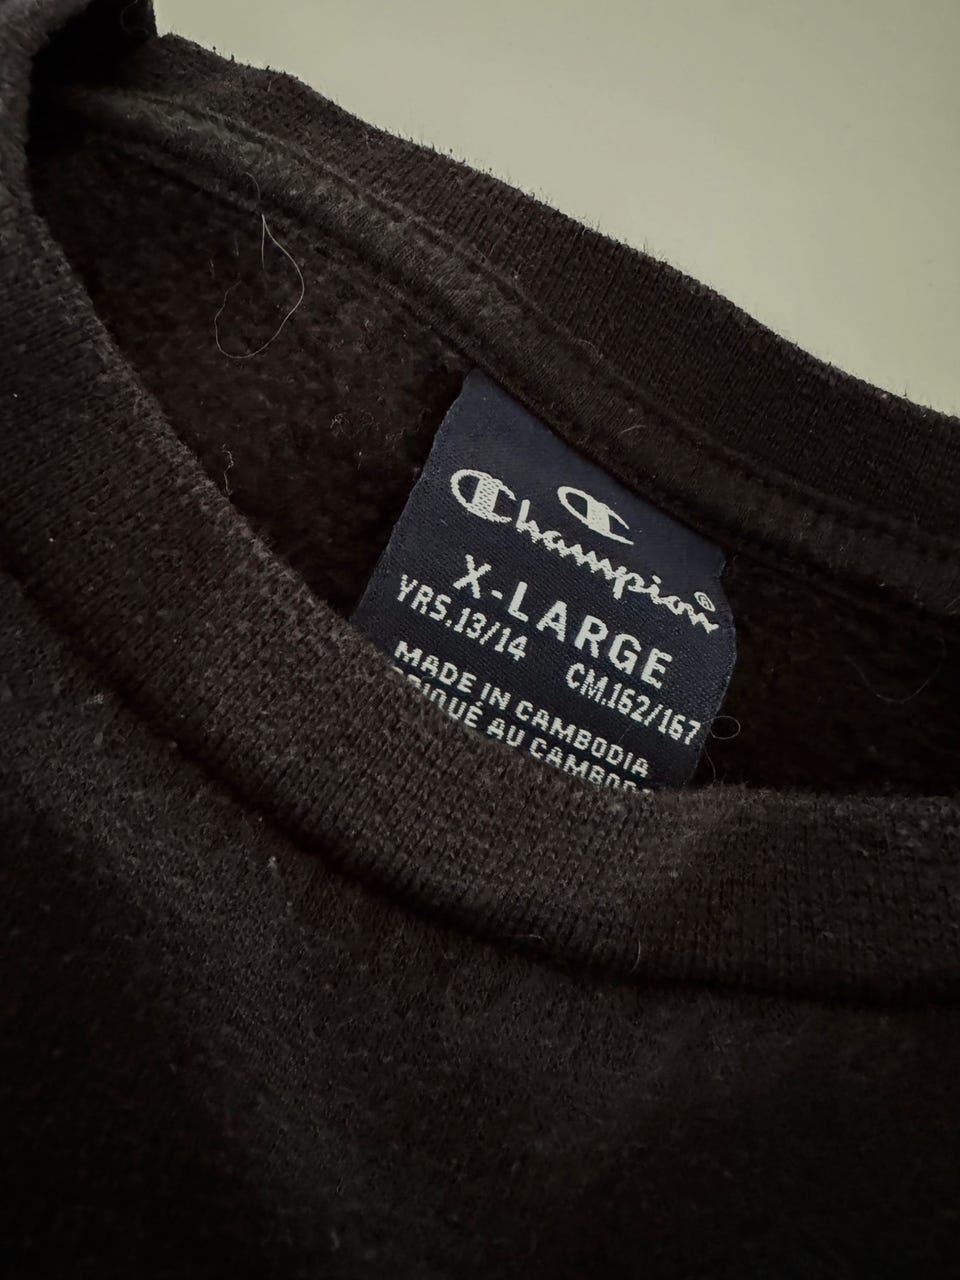 Champion®
X-LARGE
YRS.13/14 CM.162/167
MADE IN CAMBODIA
AU